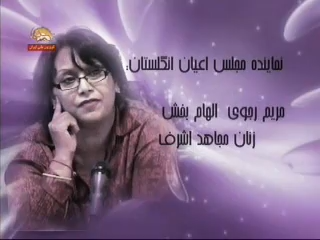 نماینده مجلس اعیان انگلستان:
مریم رجوی الهام بخش
زنان مجاهد اشرف